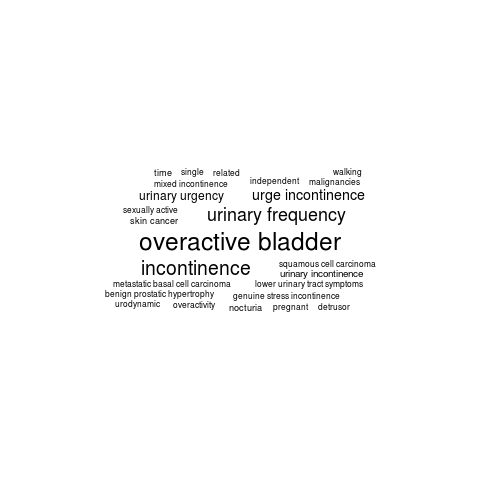 time single related walking
mixed incontinence independent malignancies
urinary urgency urge incontinence
sexually active urinary frequency
skin cancer
overactive bladder
incontinence squamous cell carcinoma
urinary incontinence
metastatic basal cell carcinoma lower urinary tract symptoms
benign prostatic hypertrophy genuine stress incontinence
urodynamic overactivity nocturia pregnant detrusor